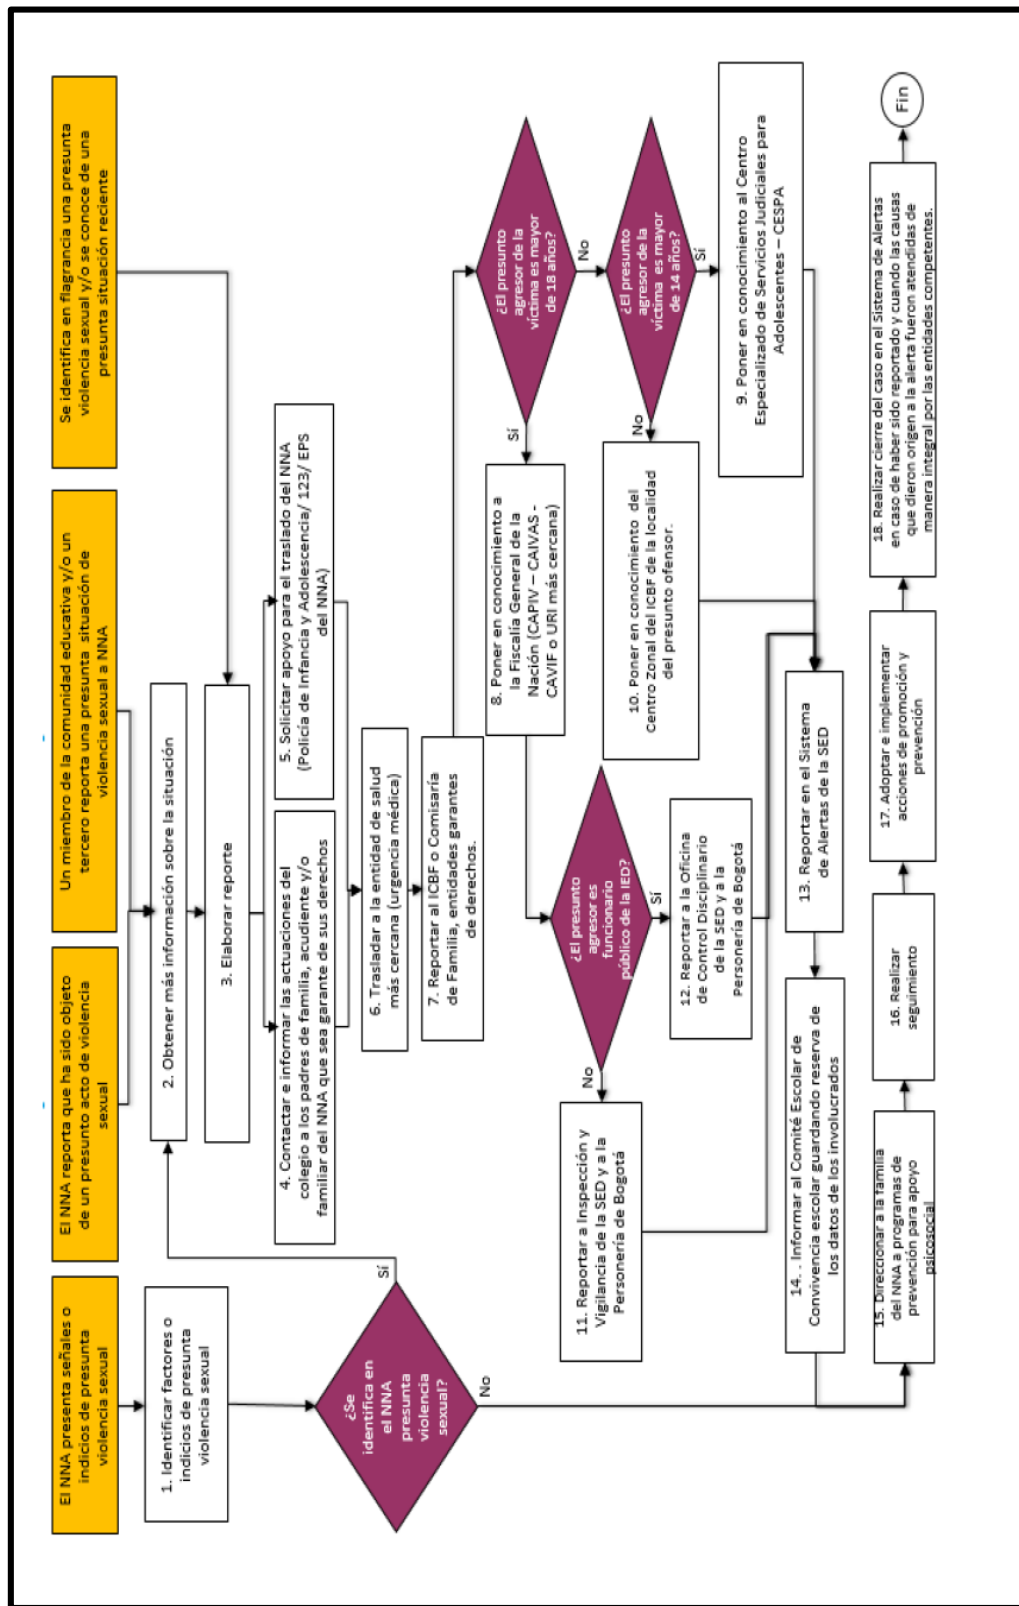 El NNA presenta señales o
indicios de presunta
violencia sexual
El NNA reporta que ha sido objeto
de un presunto acto de violencia
sexual
Un miembro de la comunidad educativa y/o un
tercero reporta una presunta situación de
violencia sexual a NNA
Se identifica en flagrancia una presunta
violencia sexual y/o se conoce de una
presunta situación reciente
1. Identificar factores o
indicios de presunta
violencia sexual
2. Obtener más información sobre la situación
3. Elaborar reporte
¿Se
identifica en
el NNA
presunta
violencia
sexual?
Sí
No
4. Contactar e informar las actuaciones del
colegio a los padres de familia, acudiente y/o
familiar del NNA que sea garante de sus derechos
5. Solicitar apoyo para el traslado del NNA
(Policía de Infancia y Adolescencia/ 123/ EPS
del NNA)
6. Trasladar a la entidad de salud
más cercana (urgencia médica)
7. Reportar al ICBF o Comisaría
de Familia, entidades garantes
de derechos.
¿El presunto
agresor de la
víctima es mayor
de 18 años?
Sí
No
8. Poner en conocimiento a
la Fiscalía General de la
Nación (CAPIV – CAIVAS -
CAVIF o URI más cercana)
¿El presunto
agresor de la
víctima es mayor
de 14 años?
No
Sí
9. Poner en conocimiento al Centro
Especializado de Servicios Judiciales para
Adolescentes – CESPA
10. Poner en conocimiento del
Centro Zonal del ICBF de la localidad
del presunto ofensor.
¿El presunto
agresor es
funcionario
público de la IED?
No
Sí
11. Reportar a Inspección y
Vigilancia de la SED y a la
Personería de Bogotá
12. Reportar a la Oficina
de Control Disciplinario
de la SED y a la
Personería de Bogotá
13. Reportar en el Sistema
de Alertas de la SED
14. . Informar al Comité Escolar de
Convivencia escolar guardando reserva de
los datos de los involucrados
15. Direccionar a la familia
del NNA a programas de
prevención para apoyo
psicosocial
16. Realizar
seguimiento
17. Adoptar e implementar
acciones de promoción y
prevención
18. Realizar cierre del caso en el Sistema de Alertas
en caso de haber sido reportado y cuando las causas
que dieron origen a la alerta fueron atendidas de
manera integral por las entidades competentes.
Fin